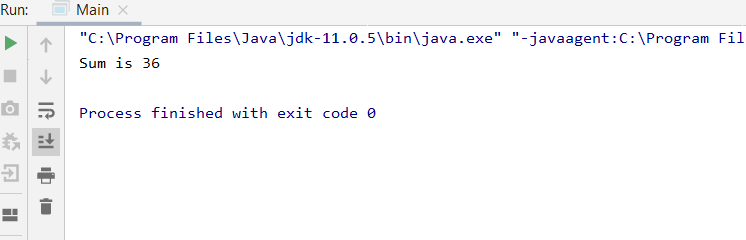 Run: Main
"C:\Program Files\Java\jdk-11.0.5\bin\java.exe" "-javaagent:C:\Program Fil
Sum is 36
Process finished with exit code 0